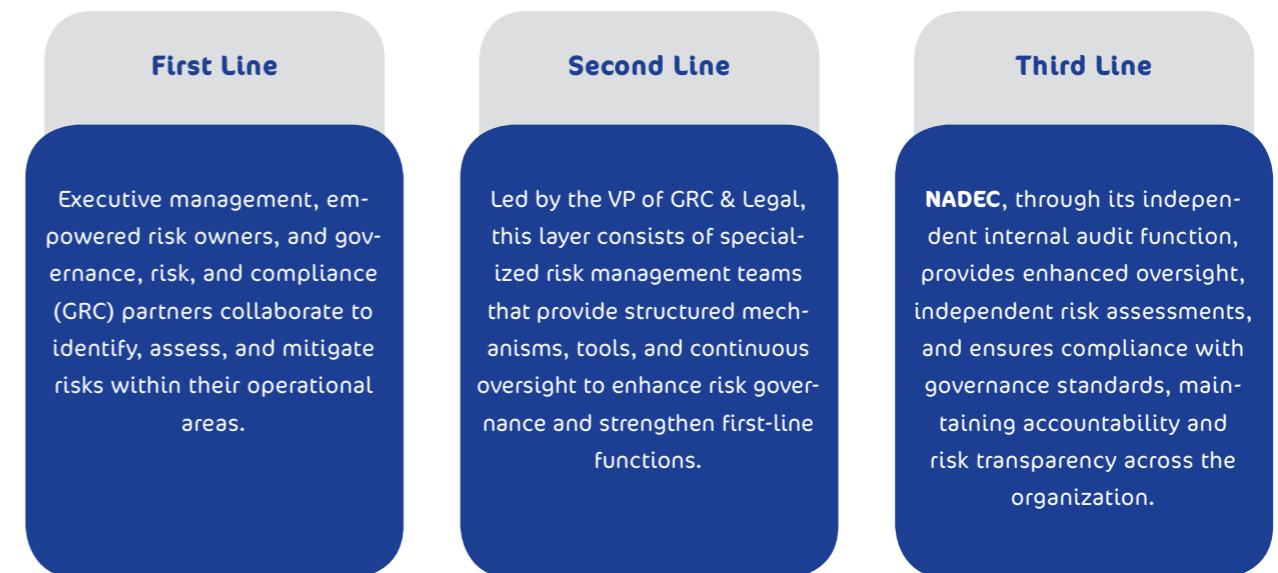 First Line
Executive management, em-
powered risk owners, and gov-
ernance, risk, and compliance
(GRC) partners collaborate to
identify, assess, and mitigate
risks within their operational
areas.
Second Line
Led by the VP of GRC & Legal,
this layer consists of special-
ized risk management teams
that provide structured mech-
anisms, tools, and continuous
oversight to enhance risk gover-
nance and strengthen first-line
functions.
Third Line
NADEC, through its indepen-
dent internal audit function,
provides enhanced oversight,
independent risk assessments,
and ensures compliance with
governance standards, main-
taining accountability and
risk transparency across the
organization.